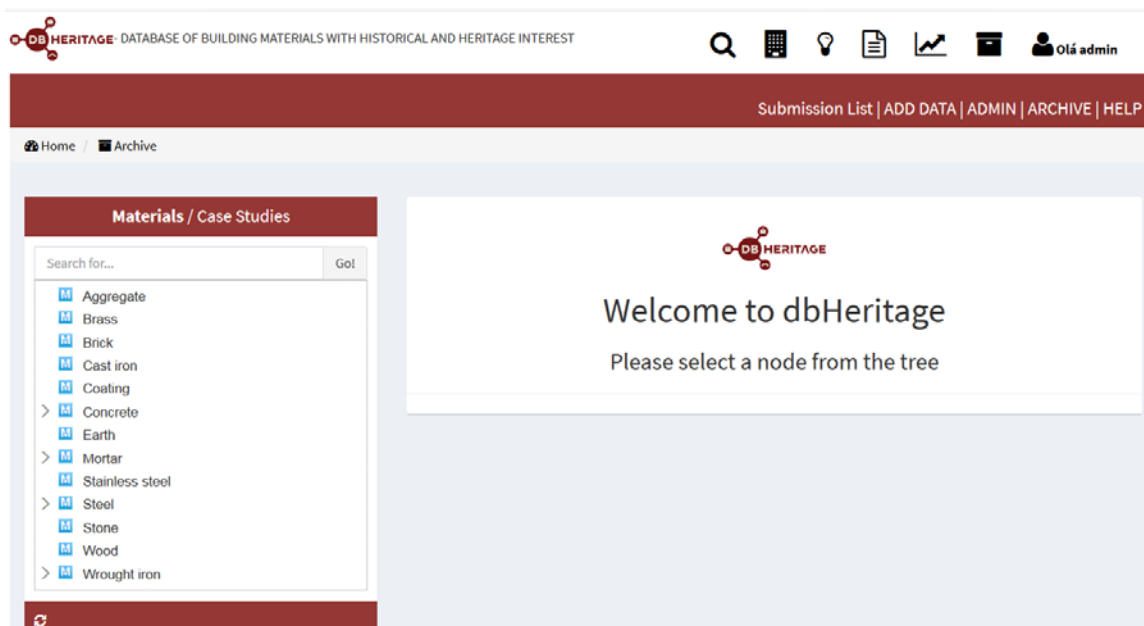 DB HERITAGE - DATABASE OF BUILDING MATERIALS WITH HISTORICAL AND HERITAGE INTEREST
Olá admin
Submission List | ADD DATA | ADMIN | ARCHIVE | HELP
Home / Archive
Materials / Case Studies
Search for... Go!
M Aggregate
M Brass
M Brick
M Cast iron
M Coating
M Concrete
M Earth
M Mortar
M Stainless steel
M Steel
M Stone
M Wood
M Wrought iron
DB HERITAGE
Welcome to dbHeritage
Please select a node from the tree